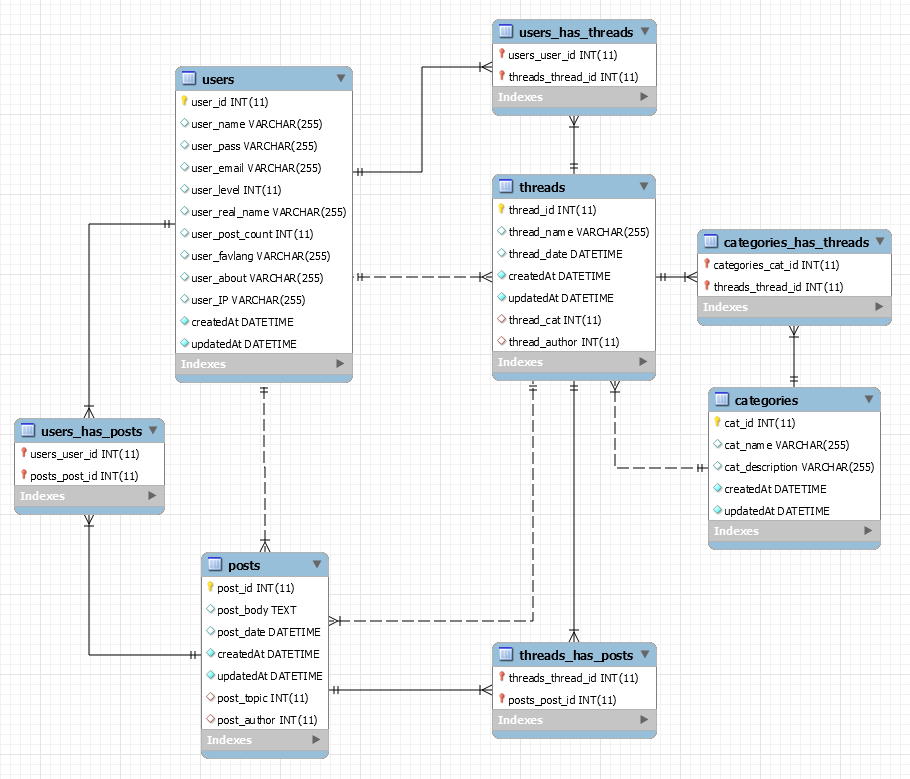 users_has_threads
users_user_id INT(11)
threads_thread_id INT(11)
Indexes
users
user_id INT(11)
user_name VARCHAR(255)
user_pass VARCHAR(255)
user_email VARCHAR(255)
user_level INT(11)
user_real_name VARCHAR(255)
user_post_count INT(11)
user_favlang VARCHAR(255)
user_about VARCHAR(255)
user_IP VARCHAR(255)
createdAt DATETIME
updatedAt DATETIME
Indexes
threads
thread_id INT(11)
thread_name VARCHAR(255)
thread_date DATETIME
createdAt DATETIME
updatedAt DATETIME
thread_cat INT(11)
thread_author INT(11)
Indexes
categories_has_threads
categories_cat_id INT(11)
threads_thread_id INT(11)
Indexes
categories
cat_id INT(11)
cat_name VARCHAR(255)
cat_description VARCHAR(255)
createdAt DATETIME
updatedAt DATETIME
Indexes
users_has_posts
users_user_id INT(11)
posts_post_id INT(11)
Indexes
posts
post_id INT(11)
post_body TEXT
post_date DATETIME
createdAt DATETIME
updatedAt DATETIME
post_topic INT(11)
post_author INT(11)
Indexes
threads_has_posts
threads_thread_id INT(11)
posts_post_id INT(11)
Indexes